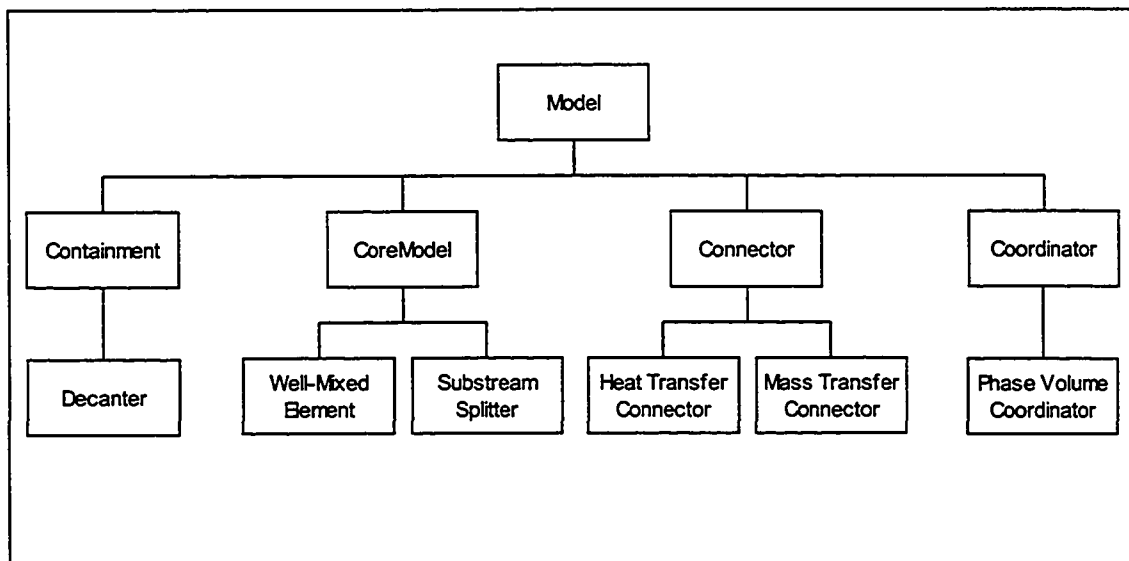 Model
Containment
CoreModel
Connector
Coordinator
Decanter
Well-Mixed
Element
Substream
Splitter
Heat Transfer
Connector
Mass Transfer
Connector
Phase Volume
Coordinator